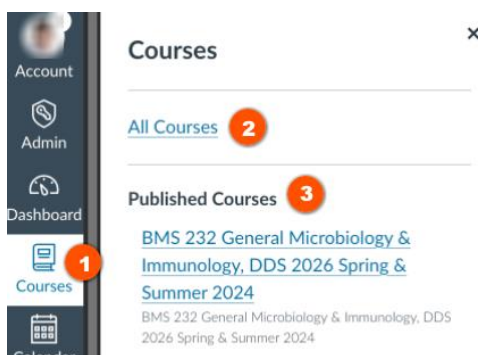 Account
Admin
Dashboard
Courses
Courses
×
All Courses
2
Published Courses
3
1
BMS 232 General Microbiology &
Immunology, DDS 2026 Spring &
Summer 2024
BMS 232 General Microbiology & Immunology, DDS
2026 Spring & Summer 2024